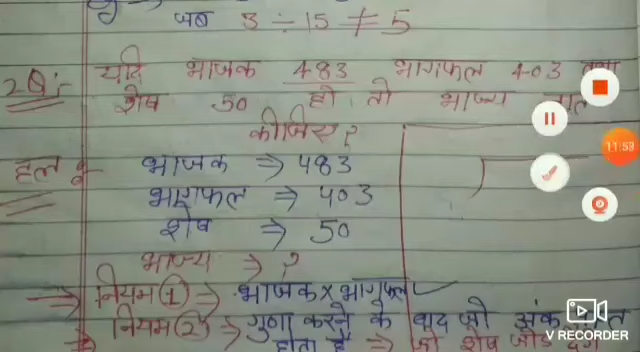 जब 3 ÷ 15 ≠ 5
2Q:- यदि भाजक 483 भागफल 403 तथा
शेष 50 हो तो भाज्य ज्ञात
कीजिए?
हल :- भाजक ⇒ 483
भागफल ⇒ 403
शेष ⇒ 50
भाज्य ⇒ ?
⇒ नियम ① ⇒ भाजक × भागफल
⇒ नियम ② ⇒ गुणा करने के बाद जो अंक
होता है ⇒ जो शेष जोड़ देंगे
11:53
V RECORDER